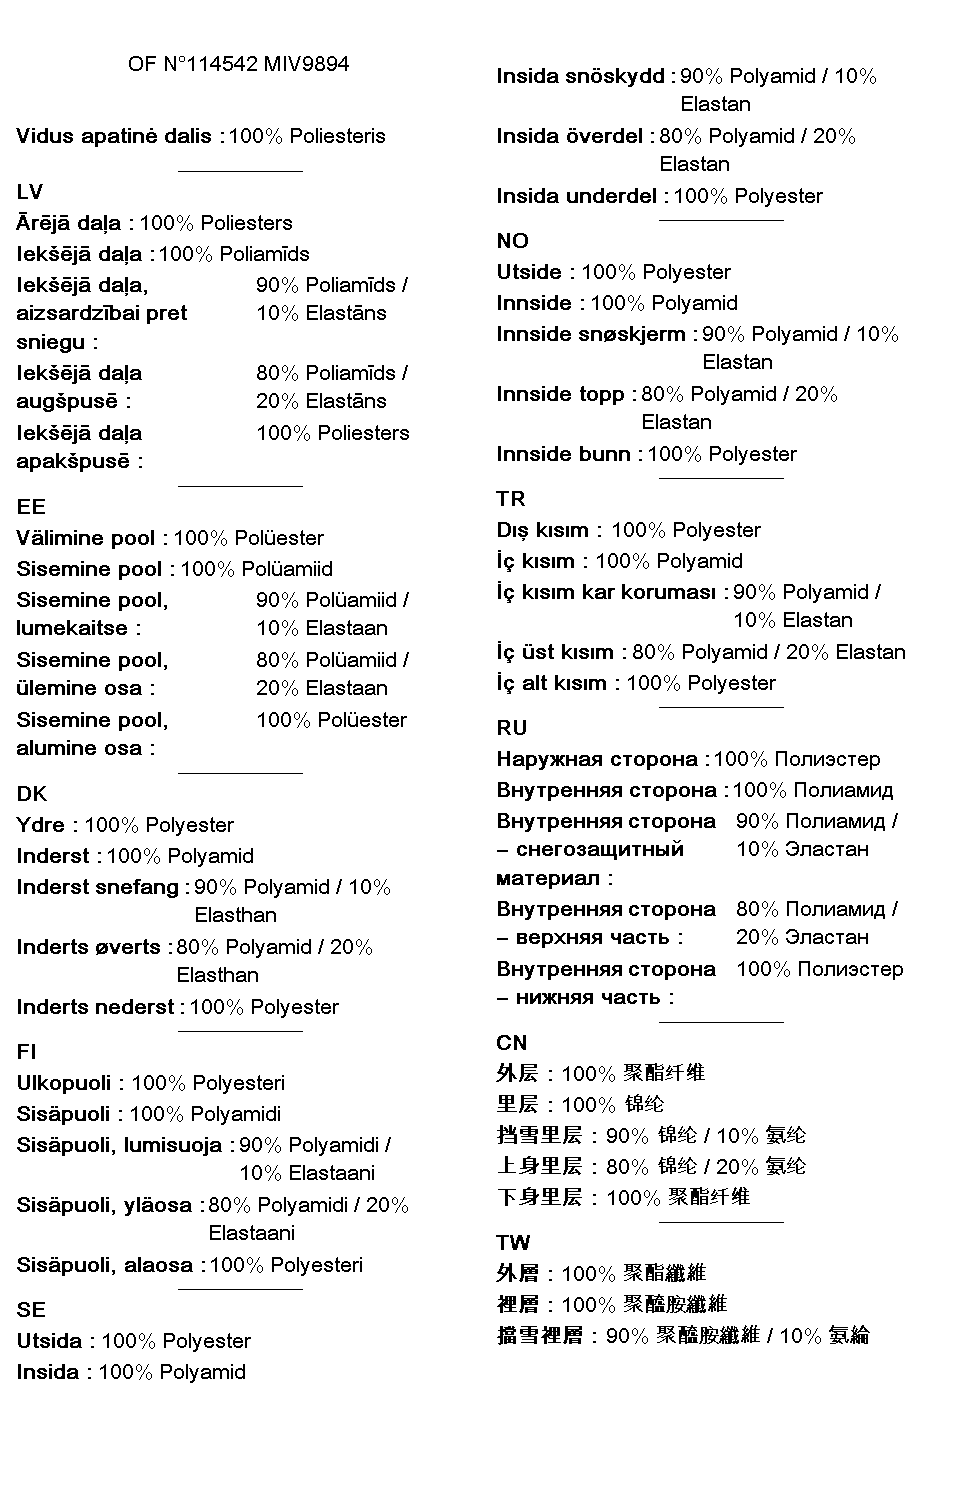 OF N°114542 MIV9894
Vidus apatinė dalis : 100% Poliesteris
LV
Ārējā daļa : 100% Poliesters
Iekšējā daļa : 100% Poliamīds
Iekšējā daļa, 90% Poliamīds /
aizsardzībai pret 10% Elastāns
sniegu :
Iekšējā daļa 80% Poliamīds /
augšpusē : 20% Elastāns
Iekšējā daļa 100% Poliesters
apakšpusē :
EE
Välimine pool : 100% Polüester
Sisemine pool : 100% Polüamiid
Sisemine pool, 90% Polüamiid /
lumekaitse : 10% Elastaan
Sisemine pool, 80% Polüamiid /
ülemine osa : 20% Elastaan
Sisemine pool, 100% Polüester
alumine osa :
DK
Ydre : 100% Polyester
Inderst : 100% Polyamid
Inderst snefang : 90% Polyamid / 10%
Elasthan
Inderts øverts : 80% Polyamid / 20%
Elasthan
Inderts nederst : 100% Polyester
FI
Ulkopuoli : 100% Polyesteri
Sisäpuoli : 100% Polyamidi
Sisäpuoli, lumisuoja : 90% Polyamidi /
10% Elastaani
Sisäpuoli, yläosa : 80% Polyamidi / 20%
Elastaani
Sisäpuoli, alaosa : 100% Polyesteri
SE
Utsida : 100% Polyester
Insida : 100% Polyamid
Insida snöskydd : 90% Polyamid / 10%
Elastan
Insida överdel : 80% Polyamid / 20%
Elastan
Insida underdel : 100% Polyester
NO
Utside : 100% Polyester
Innside : 100% Polyamid
Innside snøskjerm : 90% Polyamid / 10%
Elastan
Innside topp : 80% Polyamid / 20%
Elastan
Innside bunn : 100% Polyester
TR
Dış kısım : 100% Polyester
İç kısım : 100% Polyamid
İç kısım kar koruması : 90% Polyamid /
10% Elastan
İç üst kısım : 80% Polyamid / 20% Elastan
İç alt kısım : 100% Polyester
RU
Наружная сторона : 100% Полиэстер
Внутренняя сторона : 100% Полиамид
Внутренняя сторона 90% Полиамид /
– снегозащитный 10% Эластан
материал :
Внутренняя сторона 80% Полиамид /
– верхняя часть : 20% Эластан
Внутренняя сторона 100% Полиэстер
– нижняя часть :
CN
外层 : 100% 聚酯纤维
里层 : 100% 锦纶
挡雪里层 : 90% 锦纶 / 10% 氨纶
上身里层 : 80% 锦纶 / 20% 氨纶
下身里层 : 100% 聚酯纤维
TW
外層 : 100% 聚酯纖維
裡層 : 100% 聚醯胺纖維
擋雪裡層 : 90% 聚醯胺纖維 / 10% 氨綸